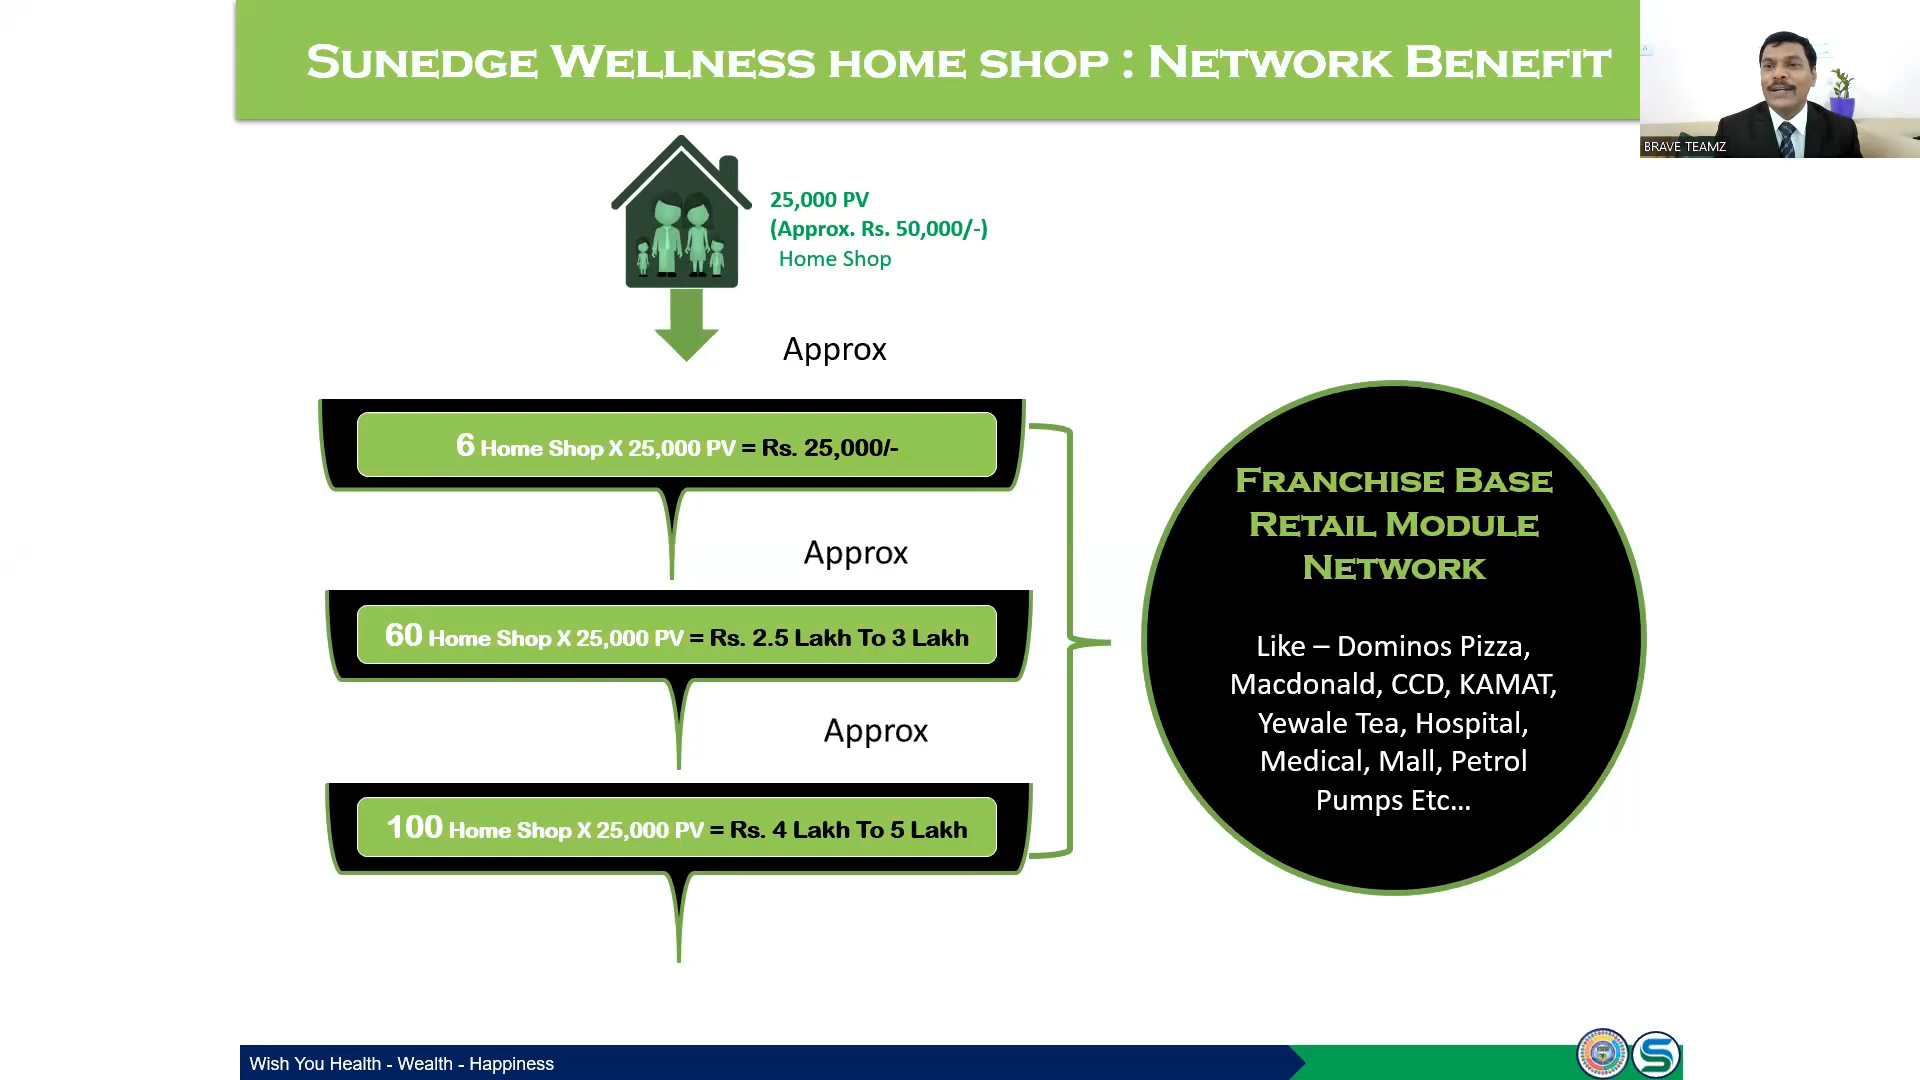 SUNEDGE WELLNESS HOME SHOP : NETWORK BENEFIT
BRAVE TEAMZ
25,000 PV
(Approx. Rs. 50,000/-)
Home Shop
Approx
6 Home Shop X 25,000 PV = Rs. 25,000/-
Approx
60 Home Shop X 25,000 PV = Rs. 2.5 Lakh To 3 Lakh
Approx
100 Home Shop X 25,000 PV = Rs. 4 Lakh To 5 Lakh
FRANCHISE BASE
RETAIL MODULE
NETWORK
Like – Dominos Pizza,
Macdonald, CCD, KAMAT,
Yewale Tea, Hospital,
Medical, Mall, Petrol
Pumps Etc...
Wish You Health - Wealth - Happiness